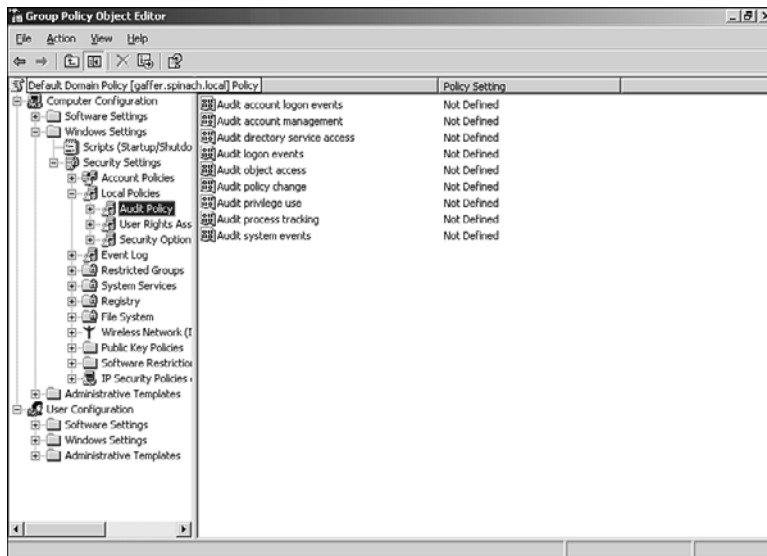 Group Policy Object Editor
File Action View Help
Default Domain Policy [gaffer.spinach.local] Policy
Computer Configuration
Software Settings
Windows Settings
Scripts (Startup/Shutdo
Security Settings
Account Policies
Local Policies
Audit Policy
User Rights Ass
Security Option
Event Log
Restricted Groups
System Services
Registry
File System
Wireless Network (I
Public Key Policies
Software Restriction
IP Security Policies
Administrative Templates
User Configuration
Software Settings
Windows Settings
Administrative Templates
Policy Setting
Audit account logon events Not Defined
Audit account management Not Defined
Audit directory service access Not Defined
Audit logon events Not Defined
Audit object access Not Defined
Audit policy change Not Defined
Audit privilege use Not Defined
Audit process tracking Not Defined
Audit system events Not Defined